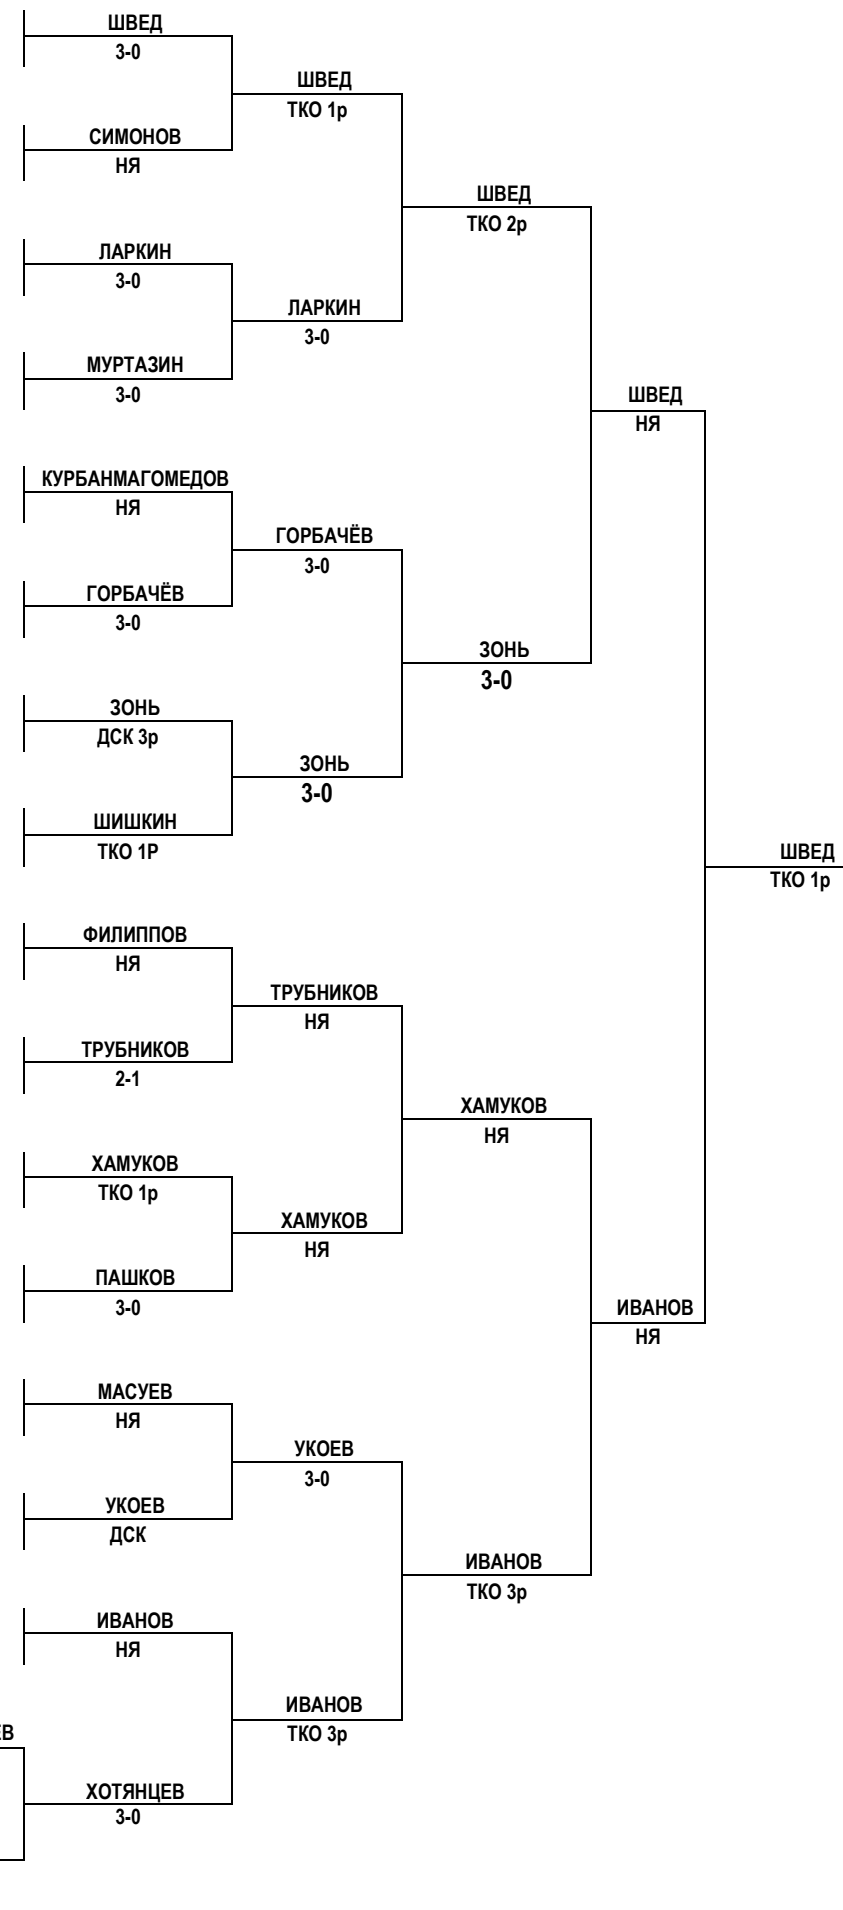 ШВЕД
3-0
ШВЕД
ТКО 1р
СИМОНОВ
НЯ
ШВЕД
ТКО 2р
ЛАРКИН
3-0
ЛАРКИН
3-0
МУРТАЗИН
3-0
ШВЕД
НЯ
КУРБАНМАГОМЕДОВ
НЯ
ГОРБАЧЁВ
3-0
ГОРБАЧЁВ
3-0
ЗОНЬ
3-0
ЗОНЬ
ДСК 3р
ЗОНЬ
3-0
ШИШКИН
ТКО 1Р
ШВЕД
ТКО 1р
ФИЛИППОВ
НЯ
ТРУБНИКОВ
НЯ
ТРУБНИКОВ
2-1
ХАМУКОВ
НЯ
ХАМУКОВ
ТКО 1р
ХАМУКОВ
НЯ
ПАШКОВ
3-0
ИВАНОВ
НЯ
МАСУЕВ
НЯ
УКОЕВ
3-0
УКОЕВ
ДСК
ИВАНОВ
ТКО 3р
ИВАНОВ
НЯ
ИВАНОВ
ТКО 3р
ХОТЯНЦЕВ
3-0